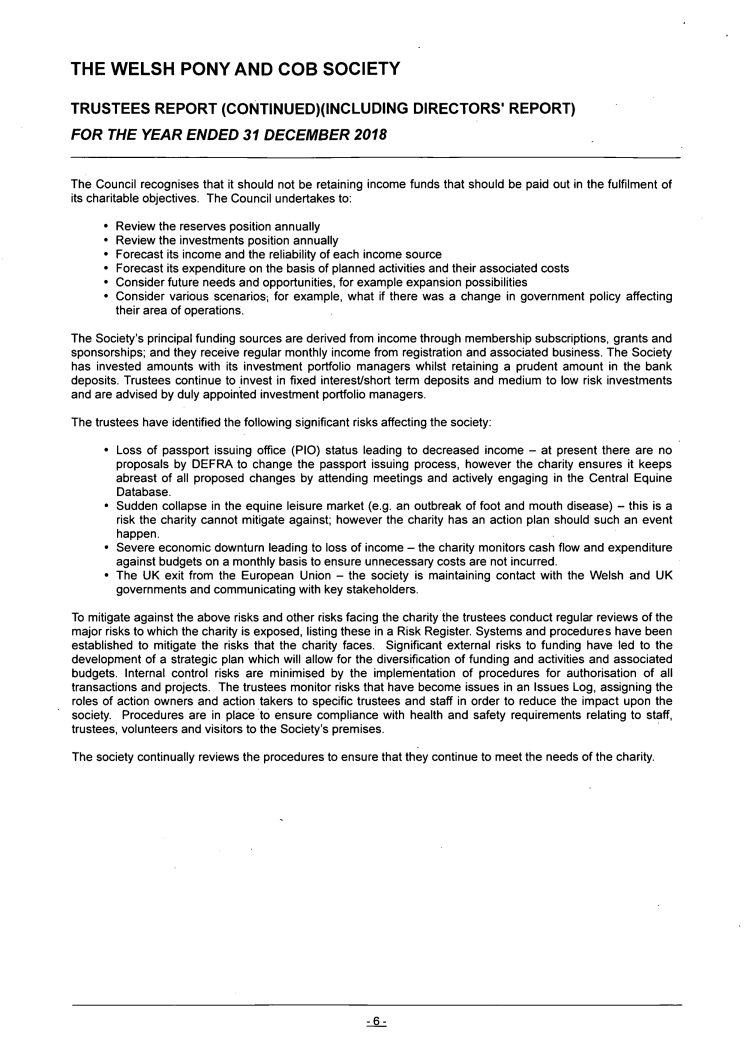 THE WELSH PONY AND COB SOCIETY
TRUSTEES REPORT (CONTINUED)(INCLUDING DIRECTORS' REPORT)
FOR THE YEAR ENDED 31 DECEMBER 2018
The Council recognises that it should not be retaining income funds that should be paid out in the fulfilment of
its charitable objectives. The Council undertakes to:
• Review the reserves position annually
• Review the investments position annually
• Forecast its income and the reliability of each income source
• Forecast its expenditure on the basis of planned activities and their associated costs
• Consider future needs and opportunities, for example expansion possibilities
• Consider various scenarios; for example, what if there was a change in government policy affecting
their area of operations.
The Society's principal funding sources are derived from income through membership subscriptions, grants and
sponsorships; and they receive regular monthly income from registration and associated business. The Society
has invested amounts with its investment portfolio managers whilst retaining a prudent amount in the bank
deposits. Trustees continue to invest in fixed interest/short term deposits and medium to low risk investments
and are advised by duly appointed investment portfolio managers.
The trustees have identified the following significant risks affecting the society:
• Loss of passport issuing office (PIO) status leading to decreased income – at present there are no
proposals by DEFRA to change the passport issuing process, however the charity ensures it keeps
abreast of all proposed changes by attending meetings and actively engaging in the Central Equine
Database.
• Sudden collapse in the equine leisure market (e.g. an outbreak of foot and mouth disease) – this is a
risk the charity cannot mitigate against; however the charity has an action plan should such an event
happen.
• Severe economic downturn leading to loss of income – the charity monitors cash flow and expenditure
against budgets on a monthly basis to ensure unnecessary costs are not incurred.
• The UK exit from the European Union – the society is maintaining contact with the Welsh and UK
governments and communicating with key stakeholders.
To mitigate against the above risks and other risks facing the charity the trustees conduct regular reviews of the
major risks to which the charity is exposed, listing these in a Risk Register. Systems and procedures have been
established to mitigate the risks that the charity faces. Significant external risks to funding have led to the
development of a strategic plan which will allow for the diversification of funding and activities and associated
budgets. Internal control risks are minimised by the implementation of procedures for authorisation of all
transactions and projects. The trustees monitor risks that have become issues in an Issues Log, assigning the
roles of action owners and action takers to specific trustees and staff in order to reduce the impact upon the
society. Procedures are in place to ensure compliance with health and safety requirements relating to staff,
trustees, volunteers and visitors to the Society's premises.
The society continually reviews the procedures to ensure that they continue to meet the needs of the charity.
- 6 -